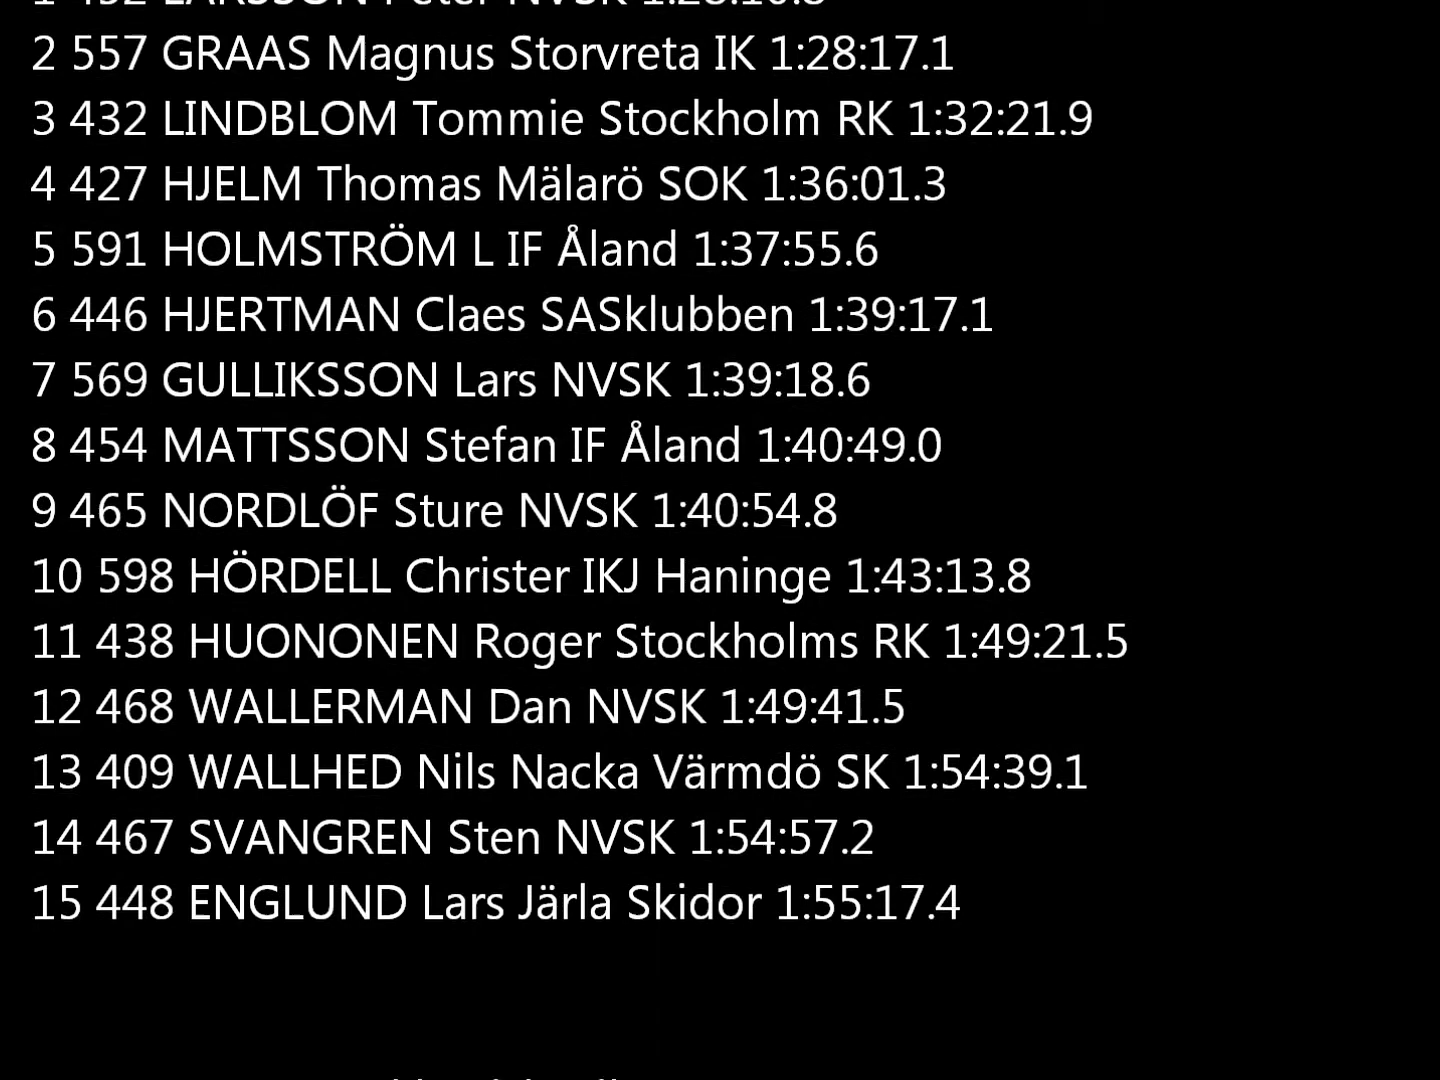 LARSSON Peter NVSK
2 557 GRAAS Magnus Storvreta IK 1:28:17.1
3 432 LINDBLOM Tommie Stockholm RK 1:32:21.9
4 427 HJELM Thomas Mälarö SOK 1:36:01.3
5 591 HOLMSTRÖM L IF Åland 1:37:55.6
6 446 HJERTMAN Claes SASklubben 1:39:17.1
7 569 GULLIKSSON Lars NVSK 1:39:18.6
8 454 MATTSSON Stefan IF Åland 1:40:49.0
9 465 NORDLÖF Sture NVSK 1:40:54.8
10 598 HÖRDELL Christer IKJ Haninge 1:43:13.8
11 438 HUONONEN Roger Stockholms RK 1:49:21.5
12 468 WALLERMAN Dan NVSK 1:49:41.5
13 409 WALLHED Nils Nacka Värmdö SK 1:54:39.1
14 467 SVANGREN Sten NVSK 1:54:57.2
15 448 ENGLUND Lars Järla Skidor 1:55:17.4